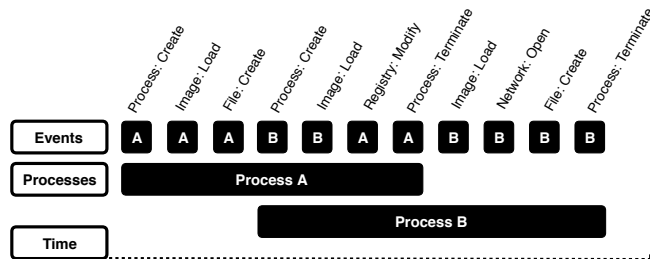 Process: Create
Image: Load
File: Create
Process: Create
Image: Load
Registry: Modify
Process: Terminate
Image: Load
Network: Open
File: Create
Process: Terminate
Events A A A B B A A B B B B
Processes Process A
Process B
Time